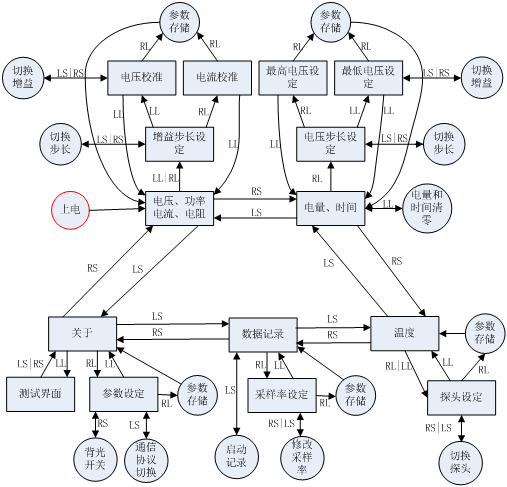 参数
存储
参数
存储
RL
RL
RL
RL
切换
增益
LS|RS
电压校准
电流校准
最高电压设
定
最低电压设
定
LS|RS
切换
增益
LL
LL
RL
LL
RL
LL
LL
LL
切换
步长
LS|RS
增益步长设
定
电压步长设
定
LS|RS
切换
步长
LL|RL
RL
上电
电压、功率
电流、电阻
RS
LS
电量、时间
LL
电量和
时间清
零
RS
LS
LS
RS
关于
LS
RS
数据记录
LS
RS
温度
参数
存储
LS|RS
LL
RL
LL
RL
LL
RL|LL
LL
RL
测试界面
参数设定
RL
参数
存储
LS
采样率设定
RL
参数
存储
探头设定
RS
LS
RS|LS
RS|LS
背光
开关
通信
协议
切换
启动
记录
修改
采样
率
切换
探头